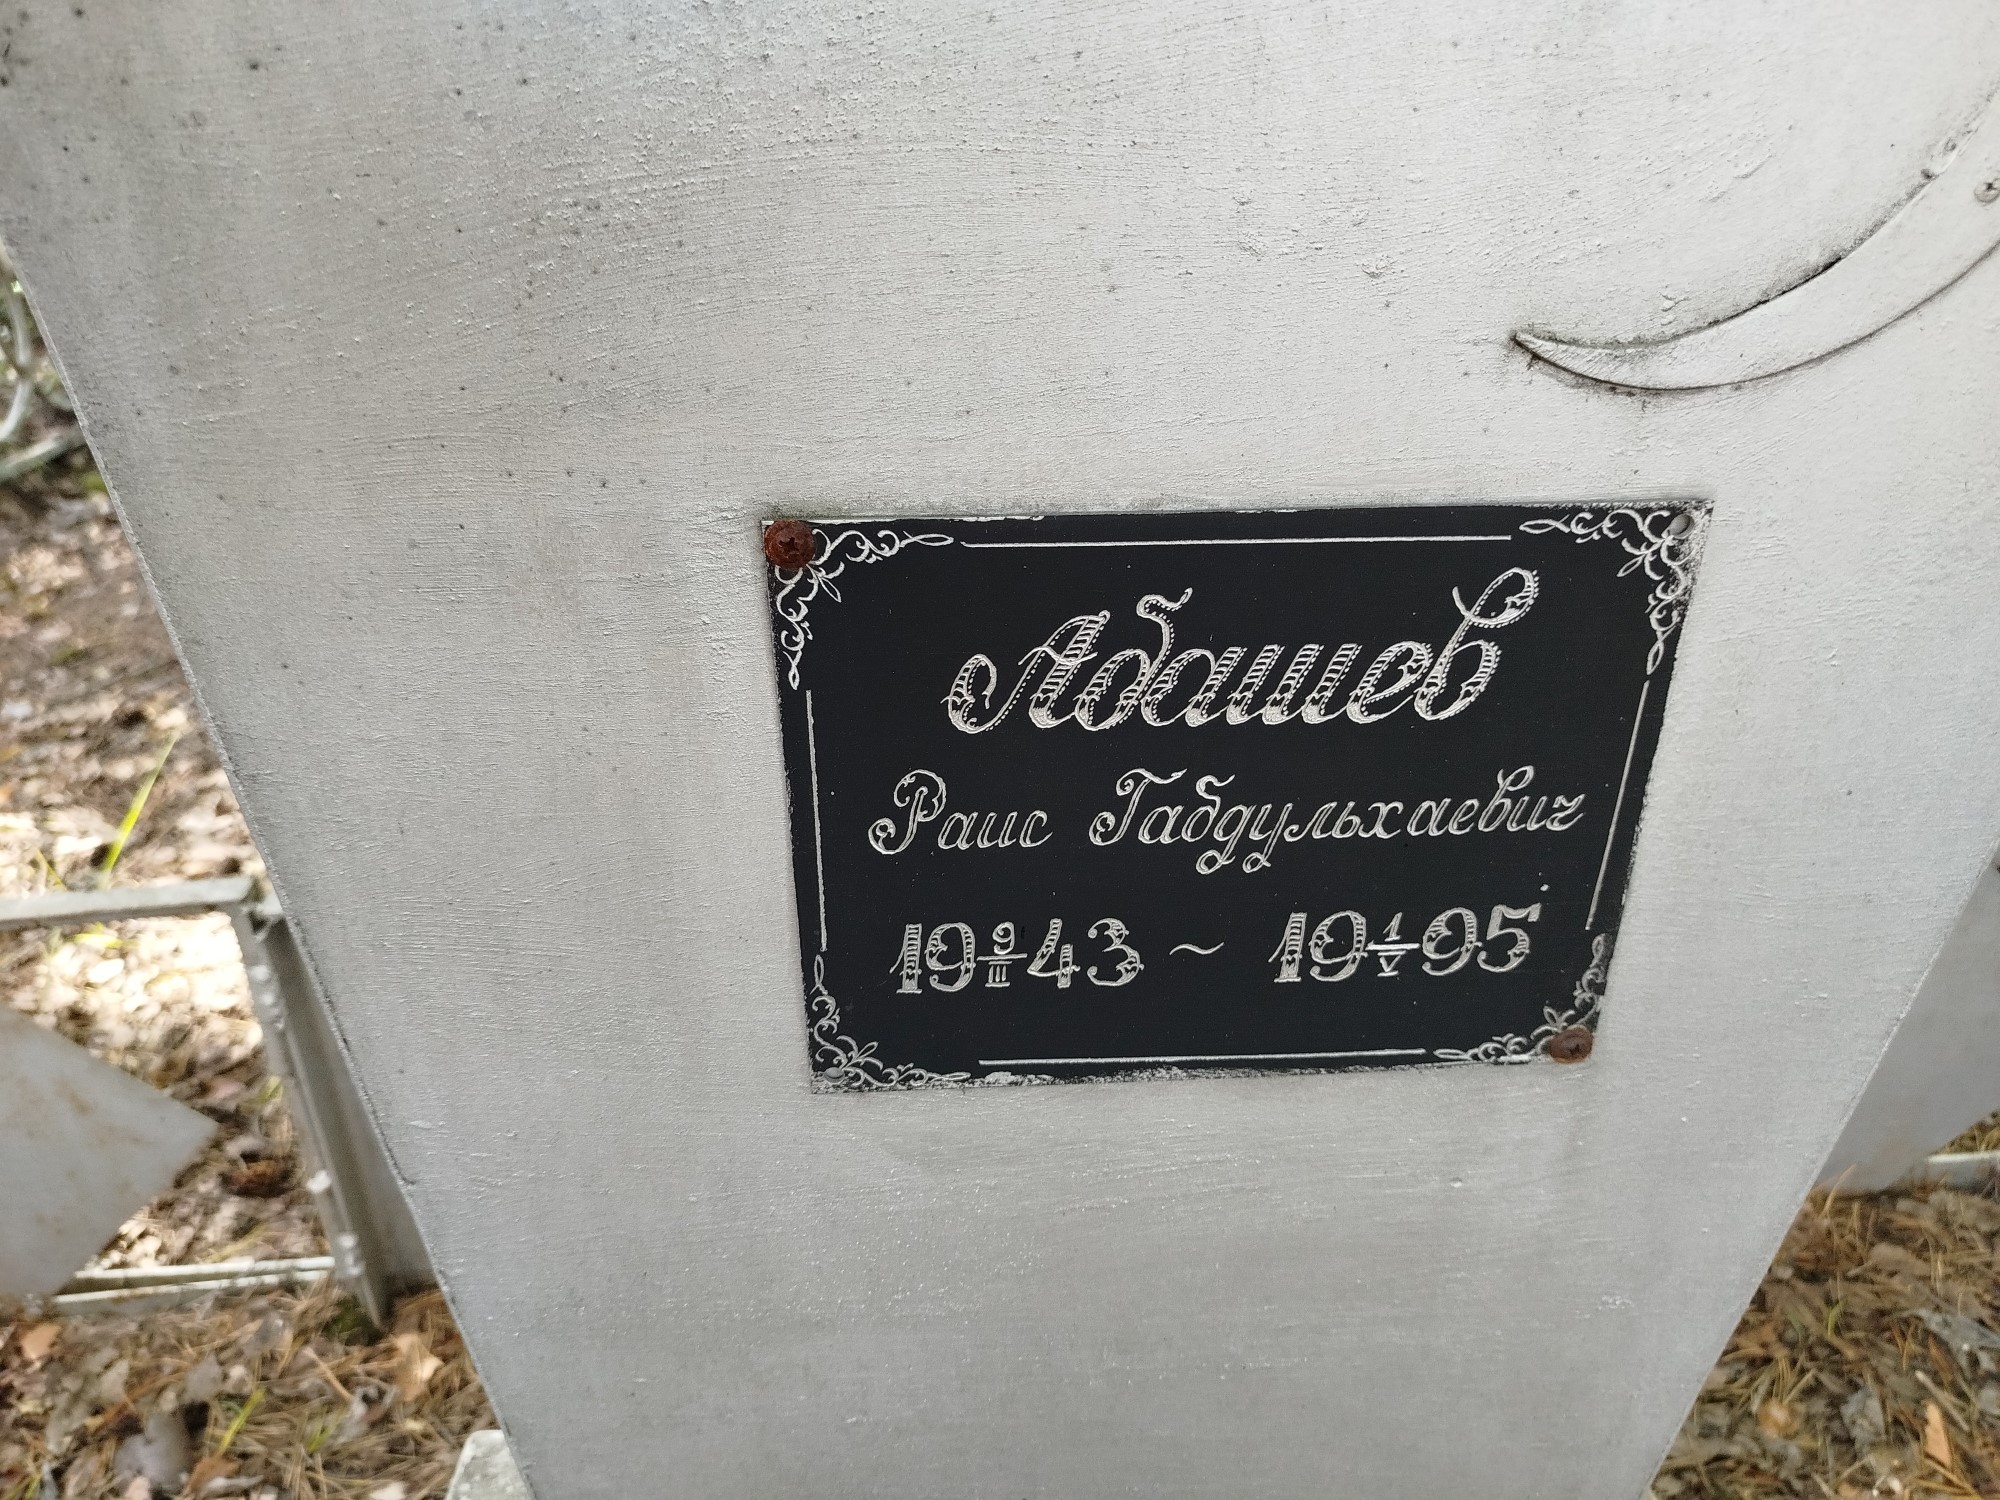 Абашев
Раис Габдульхаевич
19 9/III 43 ~ 19 1/V 95